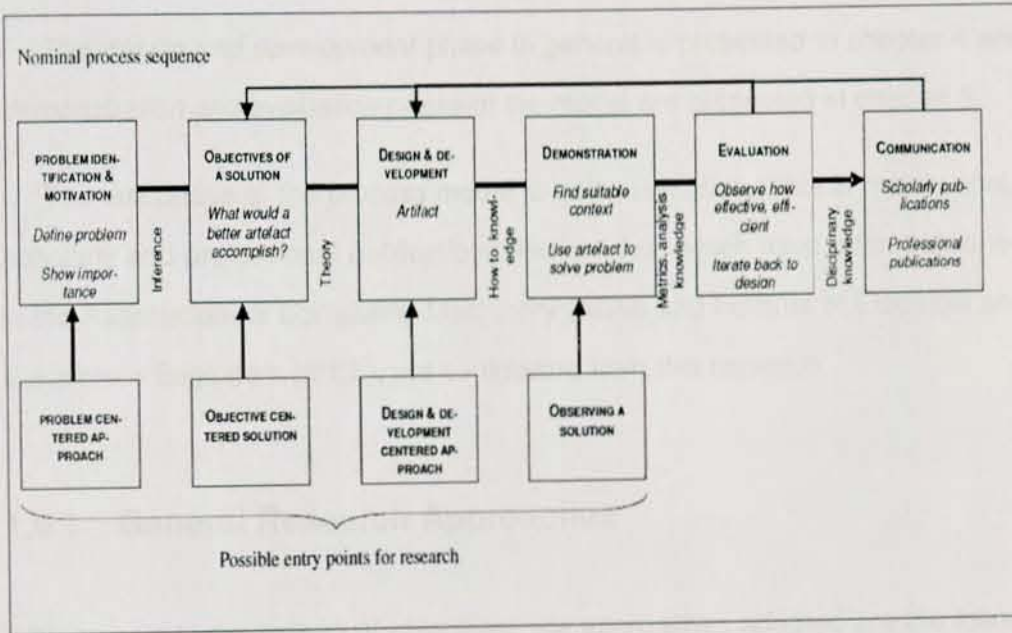 Nominal process sequence
PROBLEM IDEN-
TIFICATION &
MOTIVATION
Define problem
Show impor-
tance
Inference
OBJECTIVES OF
A SOLUTION
What would a
better artefact
accomplish?
Theory
DESIGN & DE-
VELOPMENT
Artifact
How to knowl-
edge
DEMONSTRATION
Find suitable
context
Use artefact to
solve problem
Metrics, analysis
knowledge
EVALUATION
Observe how
effective, effi-
cient
Iterate back to
design
Disciplinary
knowledge
COMMUNICATION
Scholarly pub-
lications
Professional
publications
PROBLEM CEN-
TERED AP-
PROACH
OBJECTIVE CEN-
TERED SOLUTION
DESIGN & DE-
VELOPMENT
CENTERED AP-
PROACH
OBSERVING A
SOLUTION
Possible entry points for research